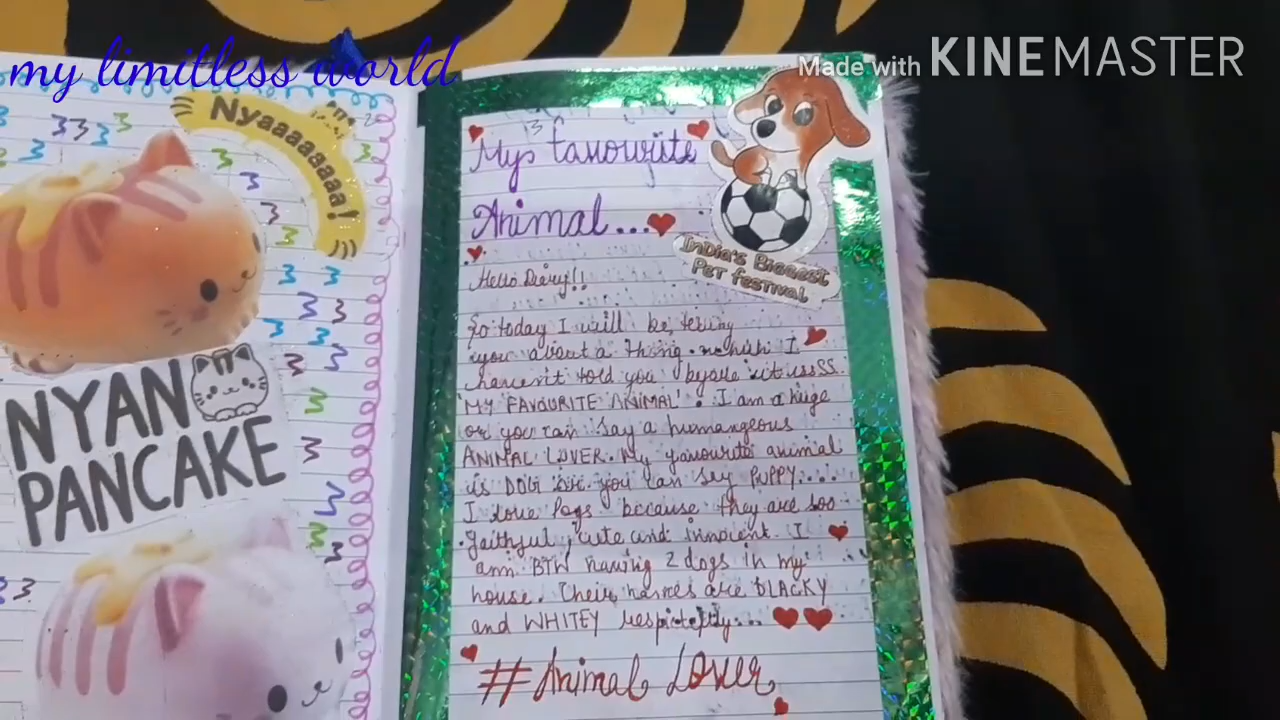 my limitless world
Made with KINEMASTER
Nyaaaaaaaa!
NYAN
PANCAKE
My favouriite
Animal...
India's Biggest
Pet festival
Hello Diary!!
So today I will be telling
you about a thing which I
haven't told you before it isssSS
'MY FAVOURITE ANIMAL'. I am a huge
or you can say a humangeous
ANIMAL LOVER. My favourite animal
is DOG or you can say PUPPY....
I love Dogs because they are soo
faithful, cute and innocent. I
am BTW having 2 dogs in my
house. Their names are BLACKY
and WHITEY ...
#Animal Lover